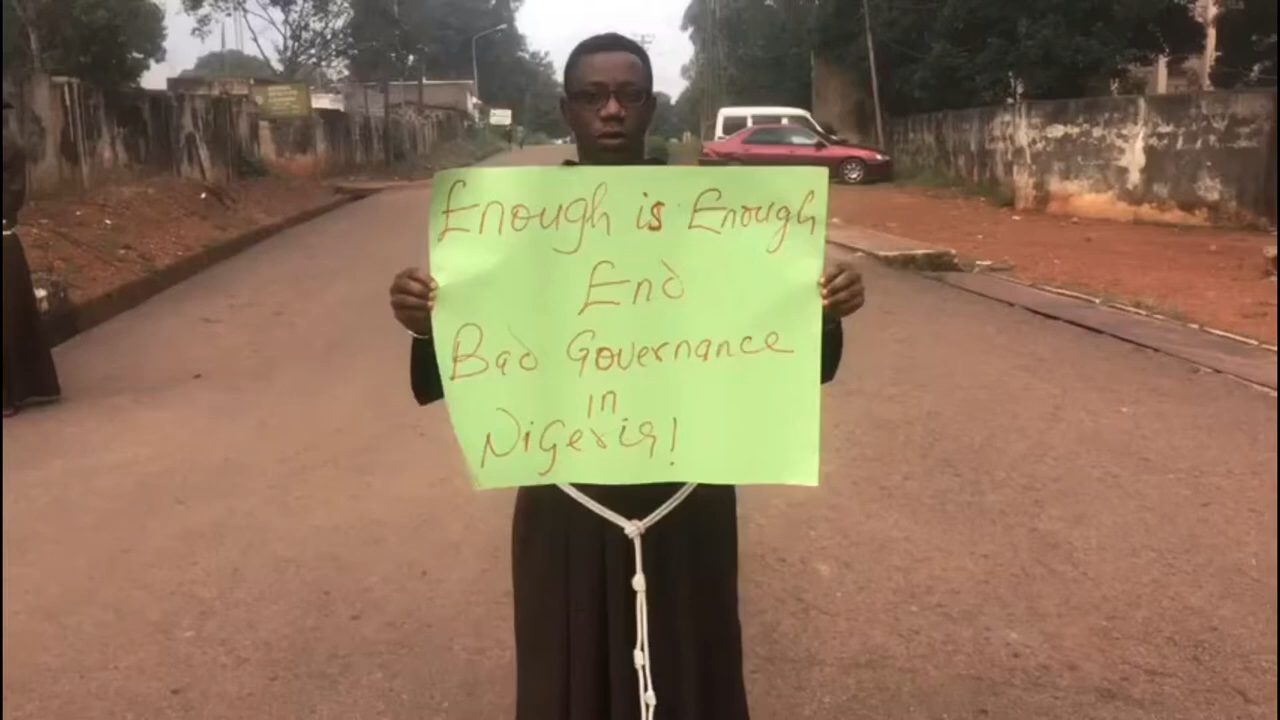 Enough is Enough
End
Bad Governance
in
Nigeria!